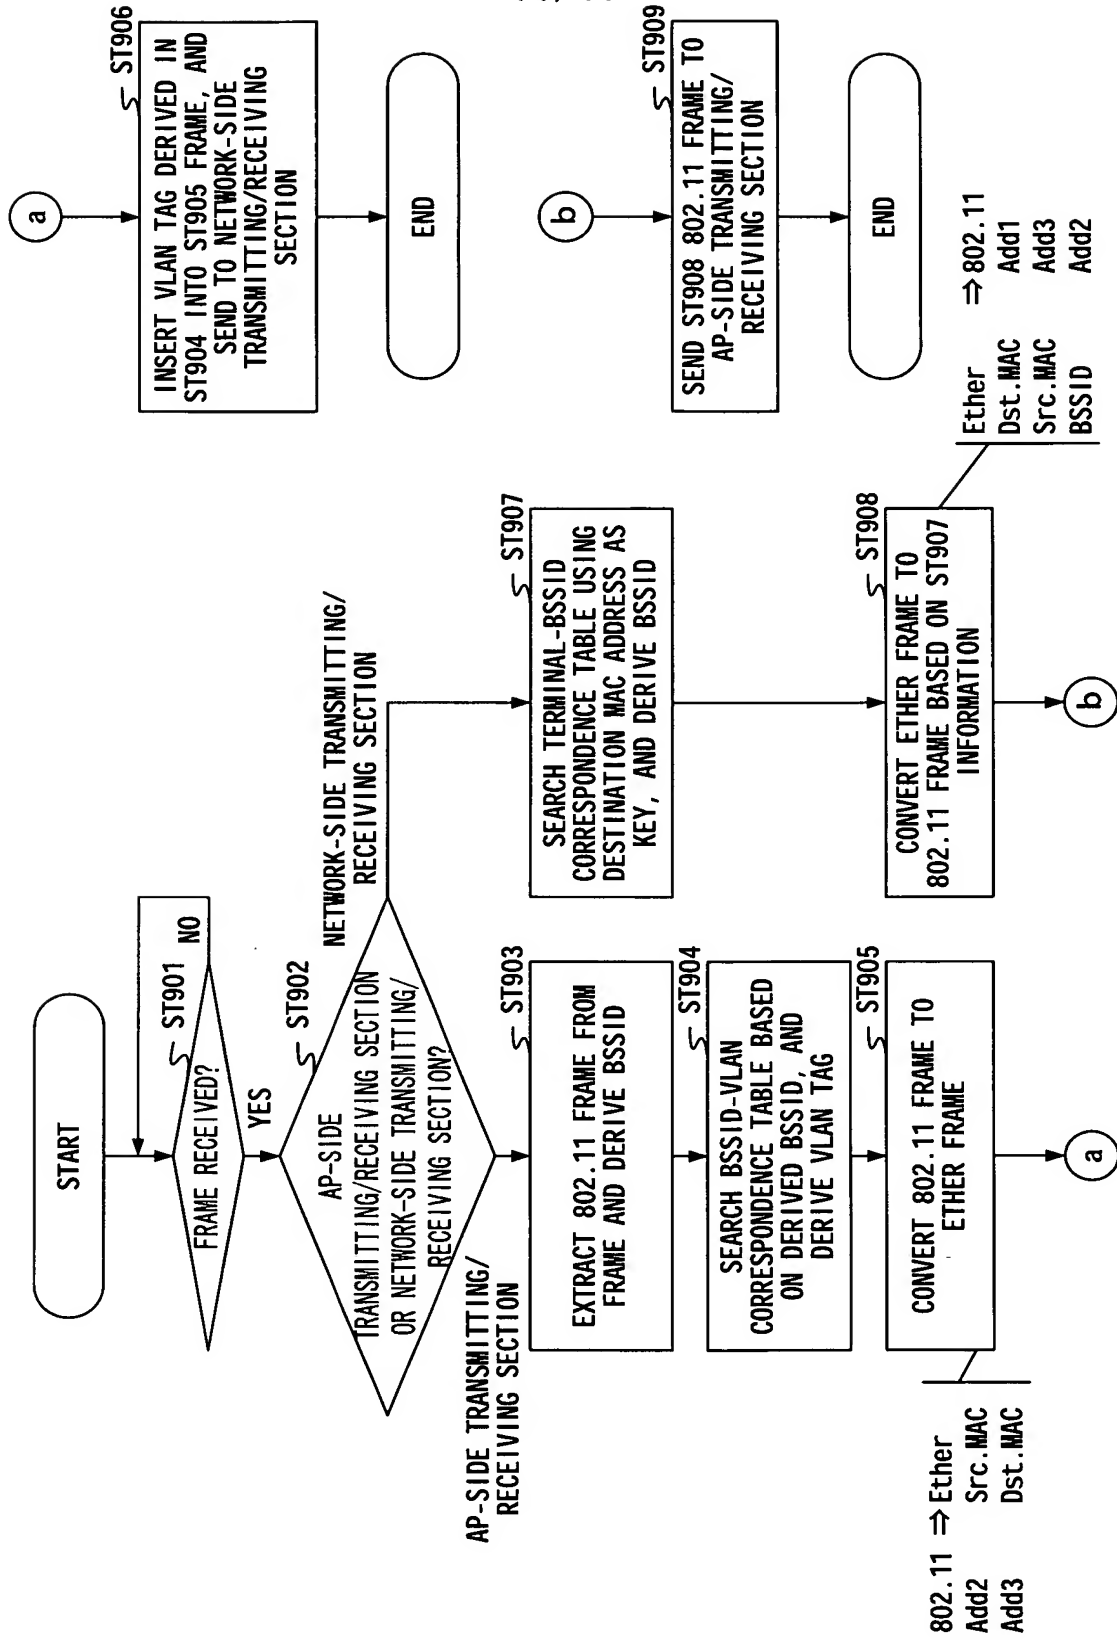 START
FRAME RECEIVED?
ST901
NO
YES
ST902
AP-SIDE
TRANSMITTING/RECEIVING SECTION
OR NETWORK-SIDE TRANSMITTING/
RECEIVING SECTION?
NETWORK-SIDE TRANSMITTING/
RECEIVING SECTION
AP-SIDE TRANSMITTING/
RECEIVING SECTION
ST903
EXTRACT 802.11 FRAME FROM
FRAME AND DERIVE BSSID
ST904
SEARCH BSSID-VLAN
CORRESPONDENCE TABLE BASED
ON DERIVED BSSID, AND
DERIVE VLAN TAG
ST905
CONVERT 802.11 FRAME TO
ETHER FRAME
802.11 ⇒Ether
Add2 Src.MAC
Add3 Dst.MAC
a
ST907
SEARCH TERMINAL-BSSID
CORRESPONDENCE TABLE USING
DESTINATION MAC ADDRESS AS
KEY, AND DERIVE BSSID
ST908
CONVERT ETHER FRAME TO
802.11 FRAME BASED ON ST907
INFORMATION
Ether ⇒802.11
Dst.MAC Add1
Src.MAC Add3
BSSID Add2
b
a
ST906
INSERT VLAN TAG DERIVED IN
ST904 INTO ST905 FRAME, AND
SEND TO NETWORK-SIDE
TRANSMITTING/RECEIVING
SECTION
END
b
ST909
SEND ST908 802.11 FRAME TO
AP-SIDE TRANSMITTING/
RECEIVING SECTION
END